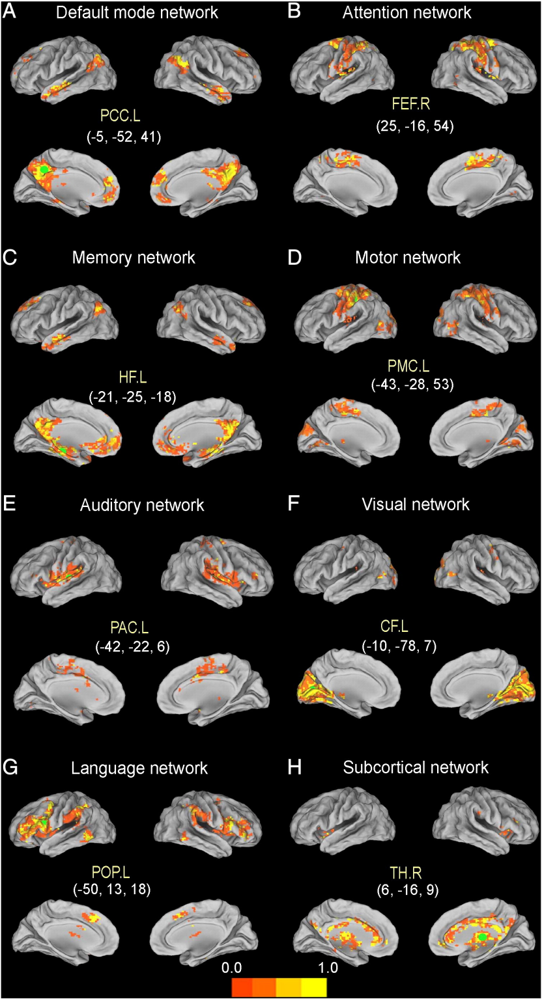 A Default mode network
PCC.L
(-5, -52, 41)
B Attention network
FEF.R
(25, -16, 54)
C Memory network
HF.L
(-21, -25, -18)
D Motor network
PMC.L
(-43, -28, 53)
E Auditory network
PAC.L
(-42, -22, 6)
F Visual network
CF.L
(-10, -78, 7)
G Language network
POP.L
(-50, 13, 18)
H Subcortical network
TH.R
(6, -16, 9)
0.0 1.0